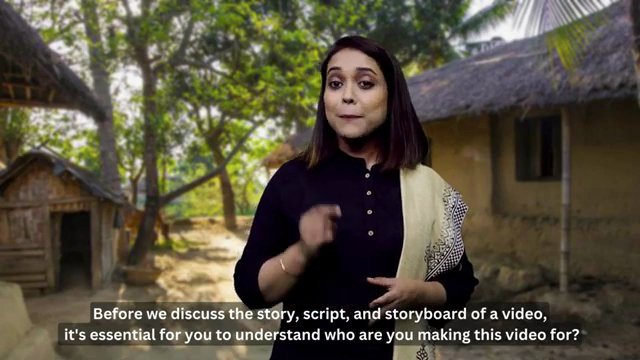 Before we discuss the story, script, and storyboard of a video,
it's essential for you to understand who are you making this video for?